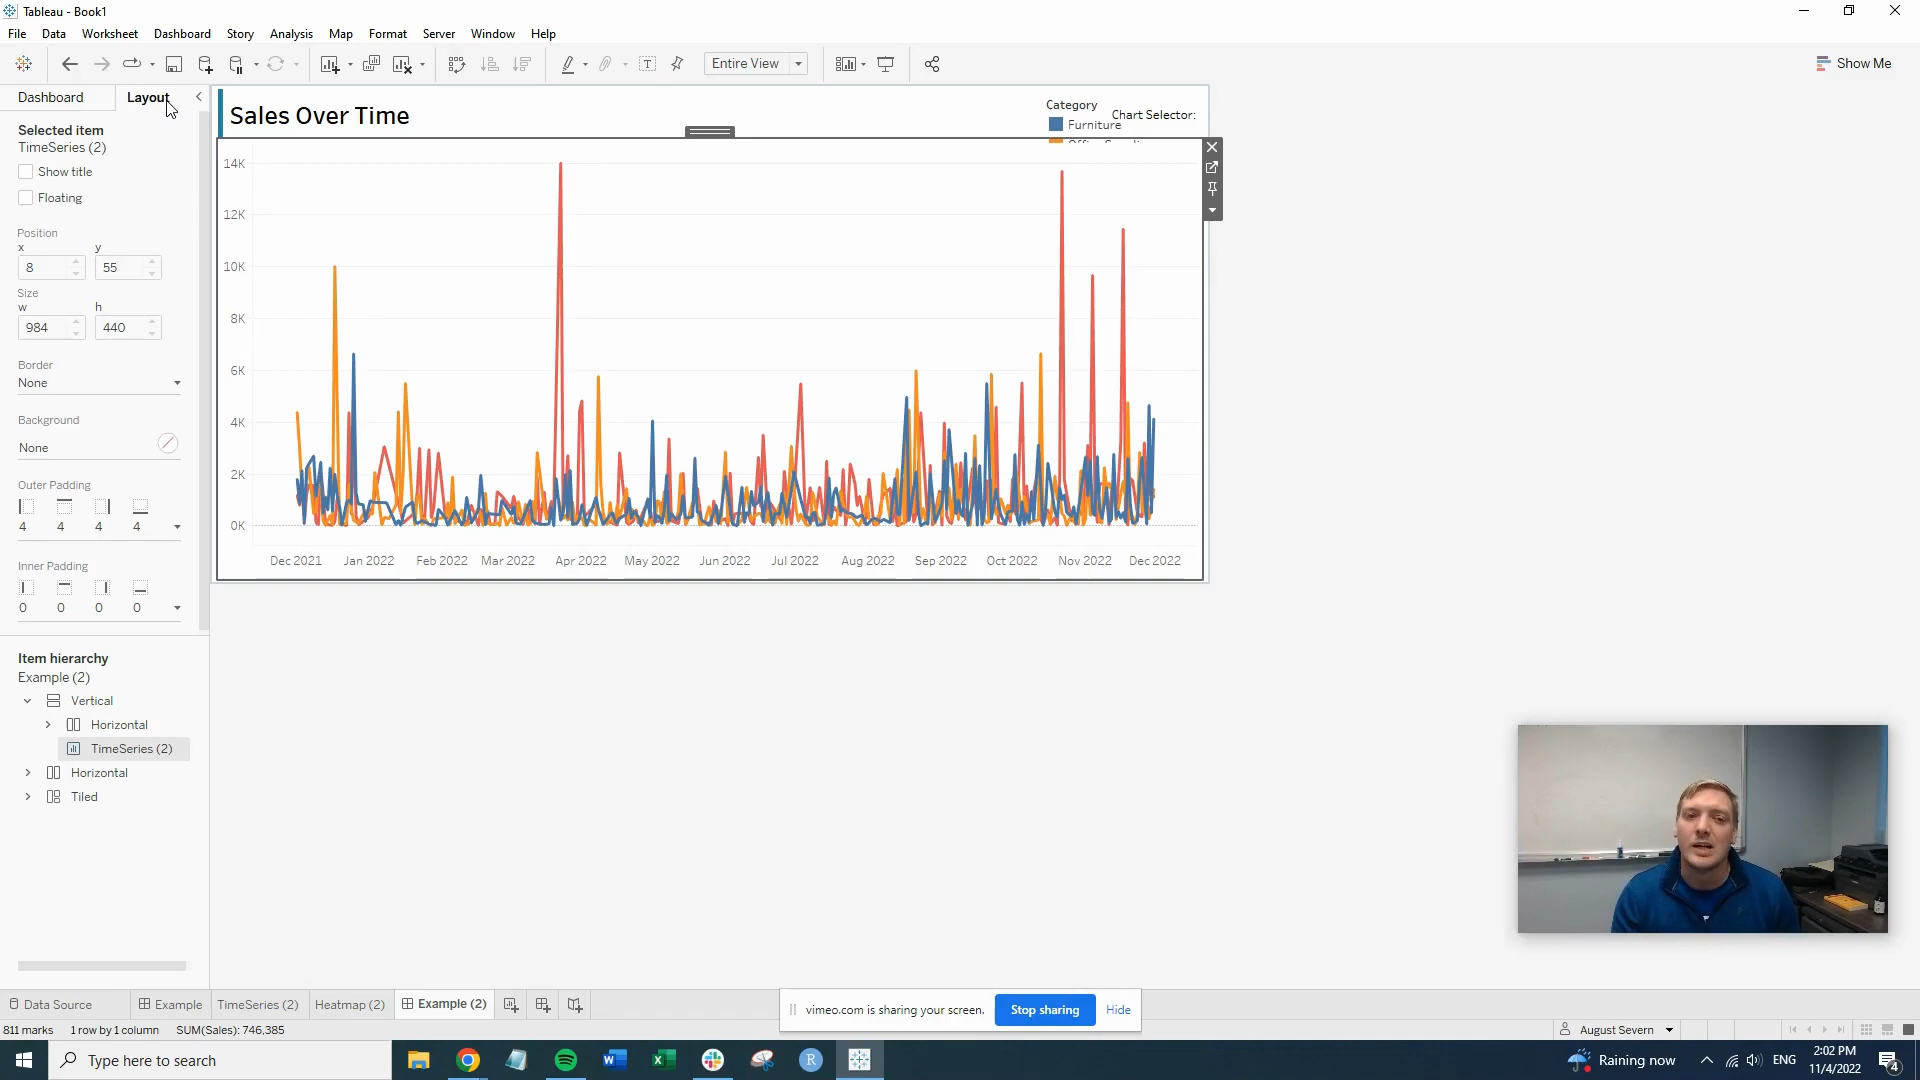 Tableau - Book1
File Data Worksheet Dashboard Story Analysis Map Format Server Window Help
Entire View
Show Me
Dashboard Layout
Selected item
TimeSeries (2)
Show title
Floating
Position
x y
8 55
Size
w h
984 440
Border
None
Background
None
Outer Padding
4 4 4 4
Inner Padding
0 0 0 0
Item hierarchy
Example (2)
Vertical
Horizontal
TimeSeries (2)
Horizontal
Tiled
Sales Over Time
Category
Chart Selector:
Furniture
14K
12K
10K
8K
6K
4K
2K
0K
Dec 2021 Jan 2022 Feb 2022 Mar 2022 Apr 2022 May 2022 Jun 2022 Jul 2022 Aug 2022 Sep 2022 Oct 2022 Nov 2022 Dec 2022
Data Source Example TimeSeries (2) Heatmap (2) Example (2)
vimeo.com is sharing your screen. Stop sharing Hide
811 marks 1 row by 1 column SUM(Sales): 746,385
August Severn
Type here to search
W X R
Raining now
ENG
2:02 PM
11/4/2022
4